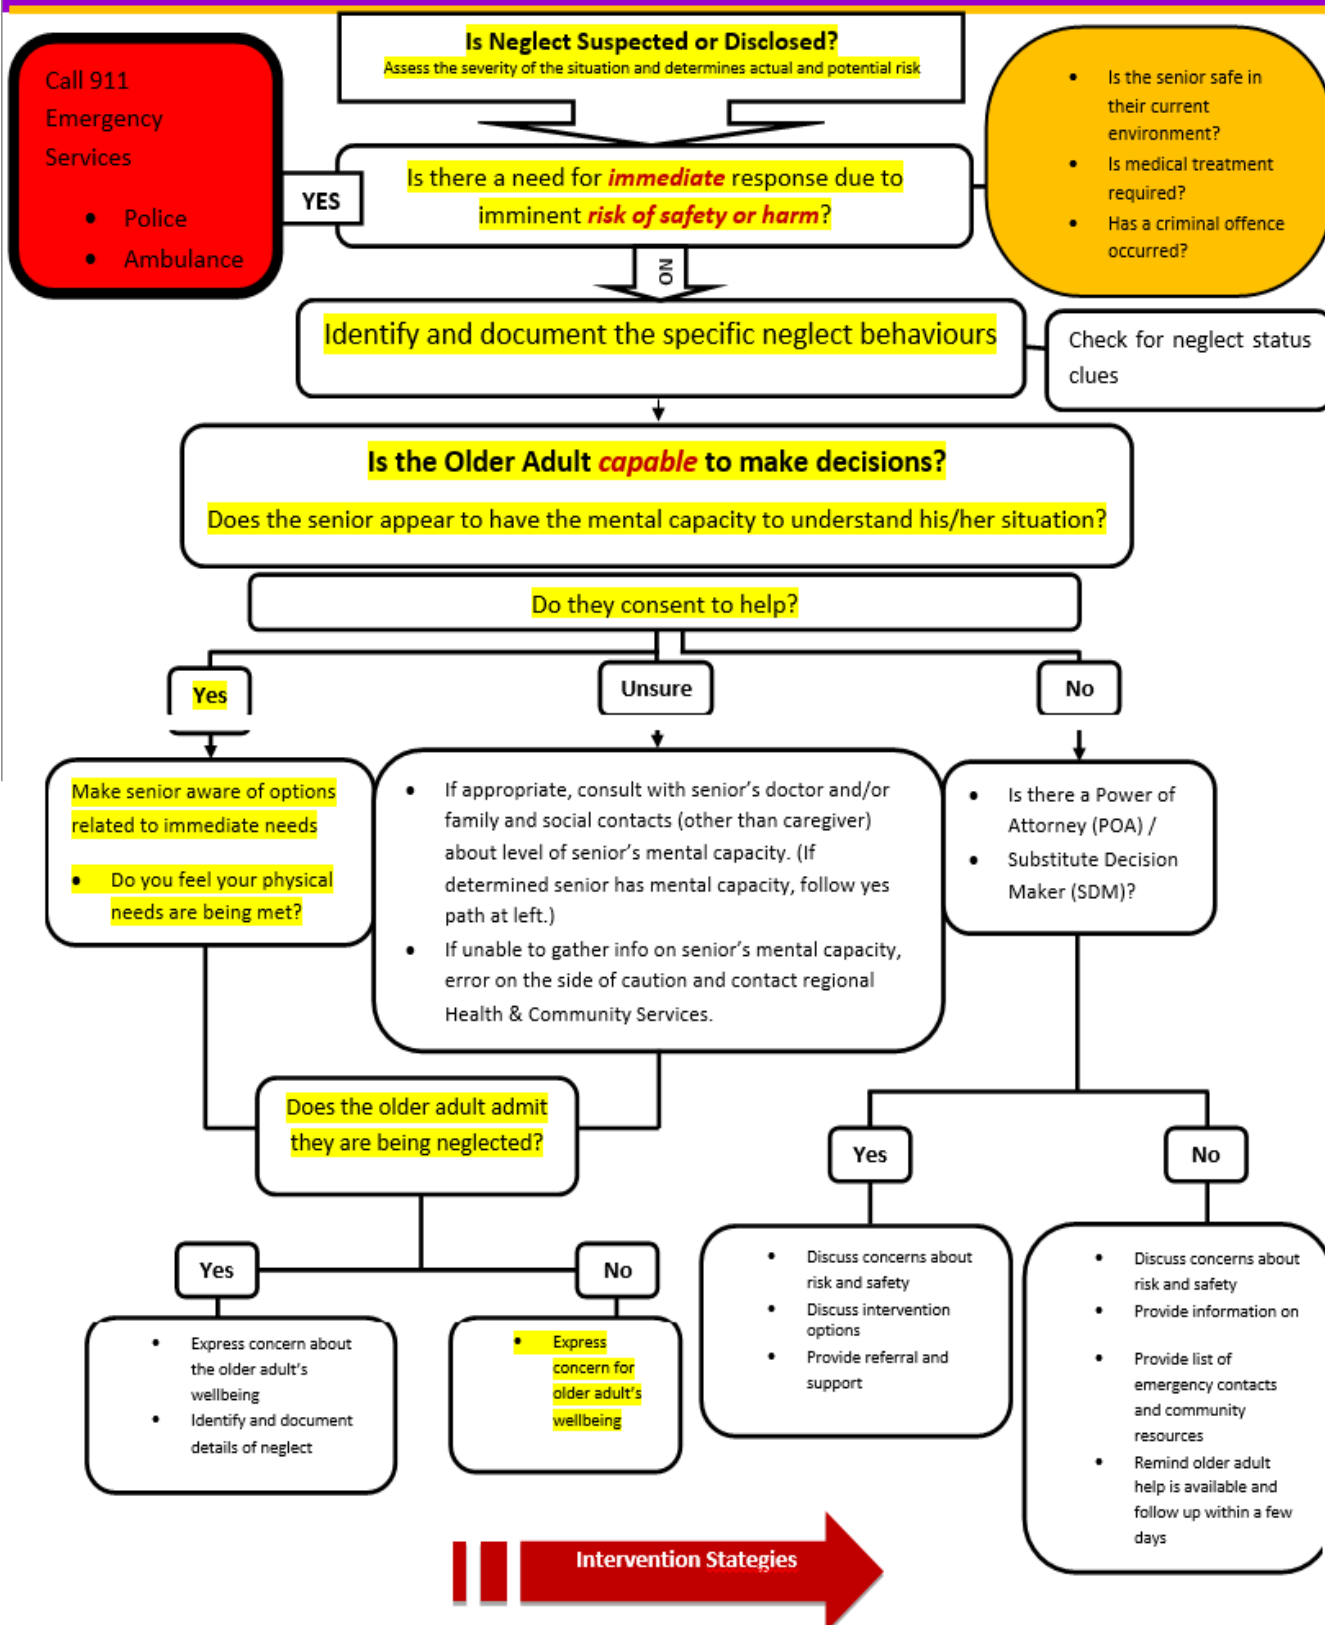 Is Neglect Suspected or Disclosed?
Assess the severity of the situation and determines actual and potential risk
Call 911
Emergency
Services
• Police
• Ambulance
YES
Is there a need for immediate response due to
imminent risk of safety or harm?
• Is the senior safe in
their current
environment?
• Is medical treatment
required?
• Has a criminal offence
occurred?
NO
Identify and document the specific neglect behaviours
Check for neglect status
clues
Is the Older Adult capable to make decisions?
Does the senior appear to have the mental capacity to understand his/her situation?
Do they consent to help?
Yes
Unsure
No
Make senior aware of options
related to immediate needs
• Do you feel your physical
needs are being met?
• If appropriate, consult with senior's doctor and/or
family and social contacts (other than caregiver)
about level of senior's mental capacity. (If
determined senior has mental capacity, follow yes
path at left.)
• If unable to gather info on senior's mental capacity,
error on the side of caution and contact regional
Health & Community Services.
• Is there a Power of
Attorney (POA) /
• Substitute Decision
Maker (SDM)?
Does the older adult admit
they are being neglected?
Yes
No
Yes
No
• Express concern about
the older adult's
wellbeing
• Identify and document
details of neglect
• Express
concern for
older adult's
wellbeing
• Discuss concerns about
risk and safety
• Discuss intervention
options
• Provide referral and
support
• Discuss concerns about
risk and safety
• Provide information on
• Provide list of
emergency contacts
and community
resources
• Remind older adult
help is available and
follow up within a few
days
Intervention Stategies